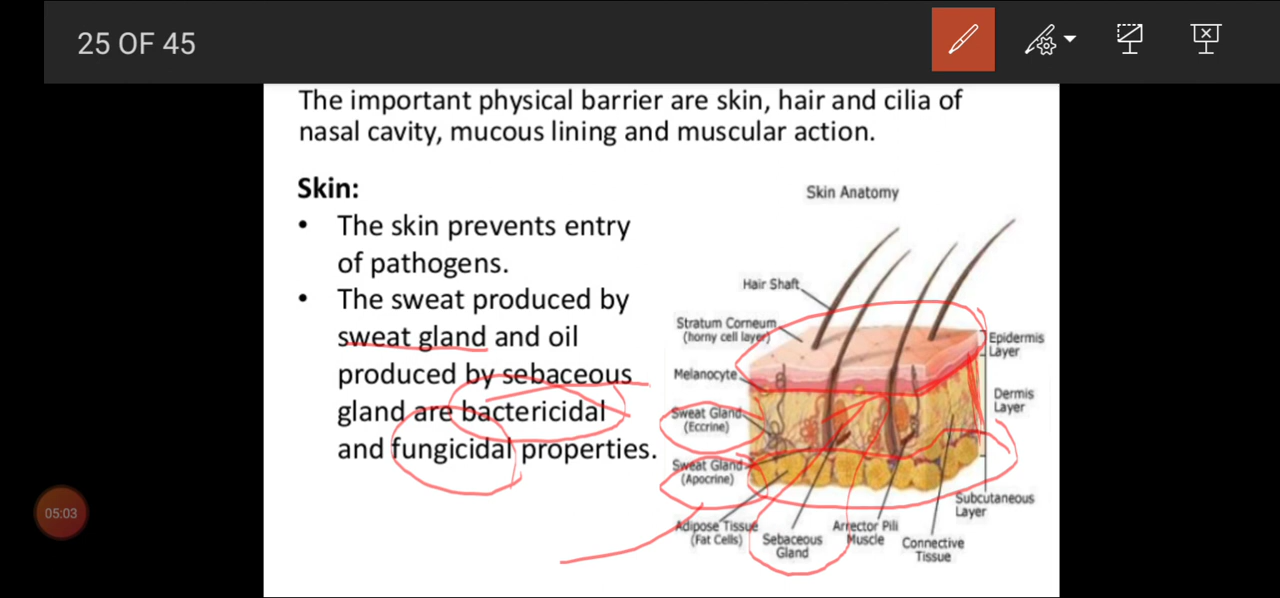 25 OF 45
The important physical barrier are skin, hair and cilia of
nasal cavity, mucous lining and muscular action.
Skin:
• The skin prevents entry
of pathogens.
• The sweat produced by
sweat gland and oil
produced by sebaceous
gland are bactericidal
and fungicidal properties.
Skin Anatomy
Hair Shaft
Stratum Corneum
(horny cell layer)
Melanocyte
Sweat Gland
(Eccrine)
Sweat Gland
(Apocrine)
Adipose Tissue
(Fat Cells)
Sebaceous
Gland
Arrector Pili
Muscle
Connective
Tissue
Subcutaneous
Layer
Dermis
Layer
Epidermis
Layer
05:03